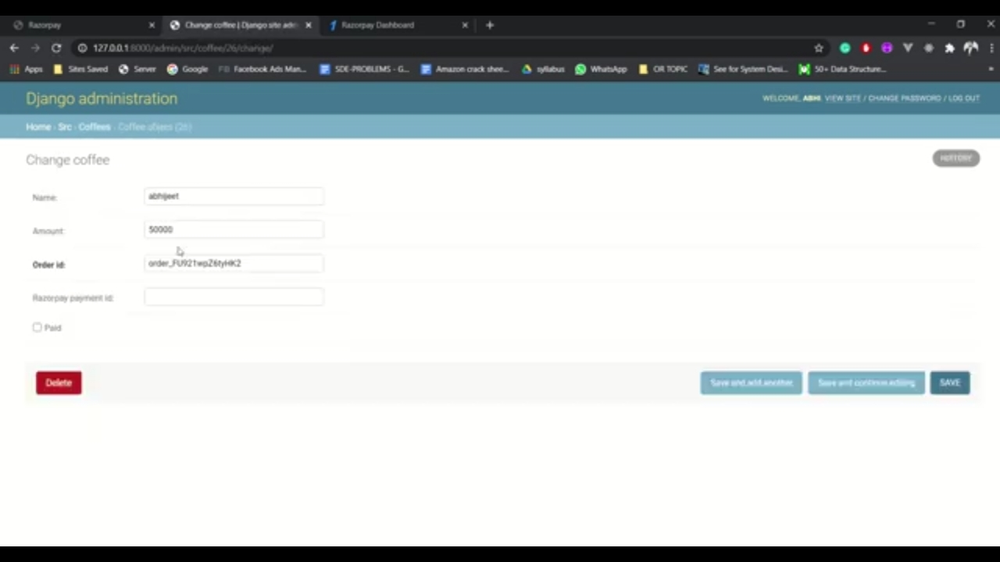 Razorpay
Change coffee | Django site adm
Razorpay Dashboard
127.0.0.1:8000/admin/src/coffee/26/change/
Apps
Sites Saved
Server
Google
Facebook Ads Man...
SDE-PROBLEMS - G...
Amazon crack shee...
syllabus
WhatsApp
OR TOPIC
See for System Desi...
50+ Data Structure...
Django administration
WELCOME, ABHI. VIEW SITE / CHANGE PASSWORD / LOG OUT
Home › Src › Coffees › Coffee object (26)
Change coffee
HISTORY
Name:
abhijeet
Amount:
50000
Order id:
order_FU921wpZ6tyHK2
Razorpay payment id:
Paid
Delete
Save and add another
Save and continue editing
SAVE